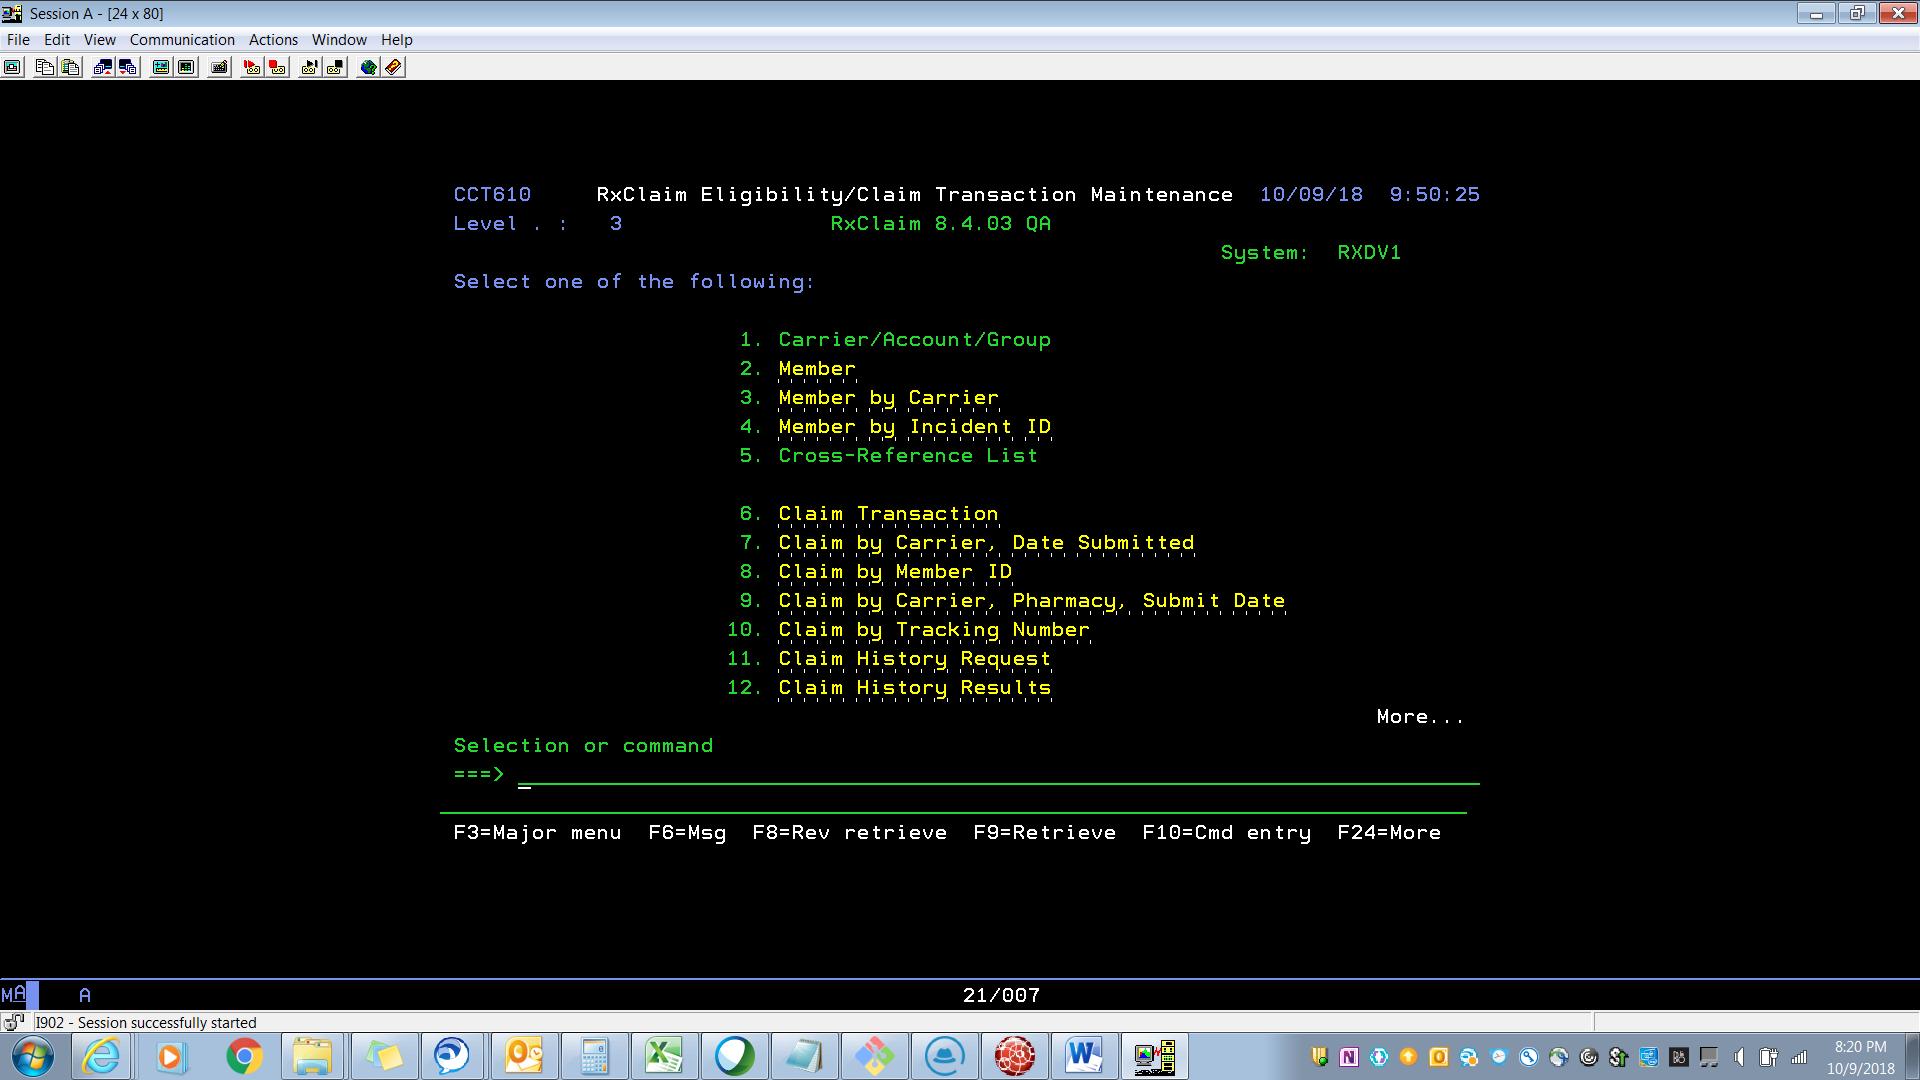 Session A - [24 x 80]
File Edit View Communication Actions Window Help
CCT610 RxClaim Eligibility/Claim Transaction Maintenance 10/09/18 9:50:25
Level . : 3 RxClaim 8.4.03 QA
System: RXDV1
Select one of the following:
1. Carrier/Account/Group
2. Member
3. Member by Carrier
4. Member by Incident ID
5. Cross-Reference List
6. Claim Transaction
7. Claim by Carrier, Date Submitted
8. Claim by Member ID
9. Claim by Carrier, Pharmacy, Submit Date
10. Claim by Tracking Number
11. Claim History Request
12. Claim History Results
More...
Selection or command
===>
F3=Major menu F6=Msg F8=Rev retrieve F9=Retrieve F10=Cmd entry F24=More
MA A 21/007
I902 - Session successfully started
8:20 PM
10/9/2018